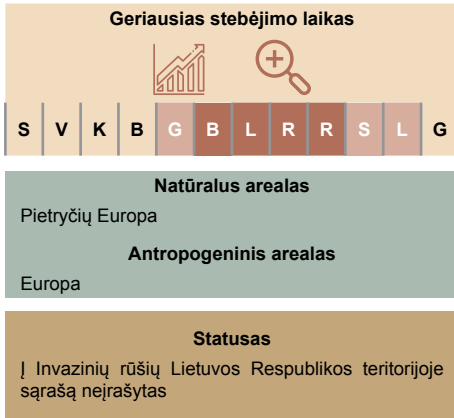 Geriausias stebėjimo laikas
S V K B G B L R R S L G
Natūralus arealas
Pietryčių Europa
Antropogeninis arealas
Europa
Statusas
Į Invazinių rūšių Lietuvos Respublikos teritorijoje
sąrašą neįrašytas